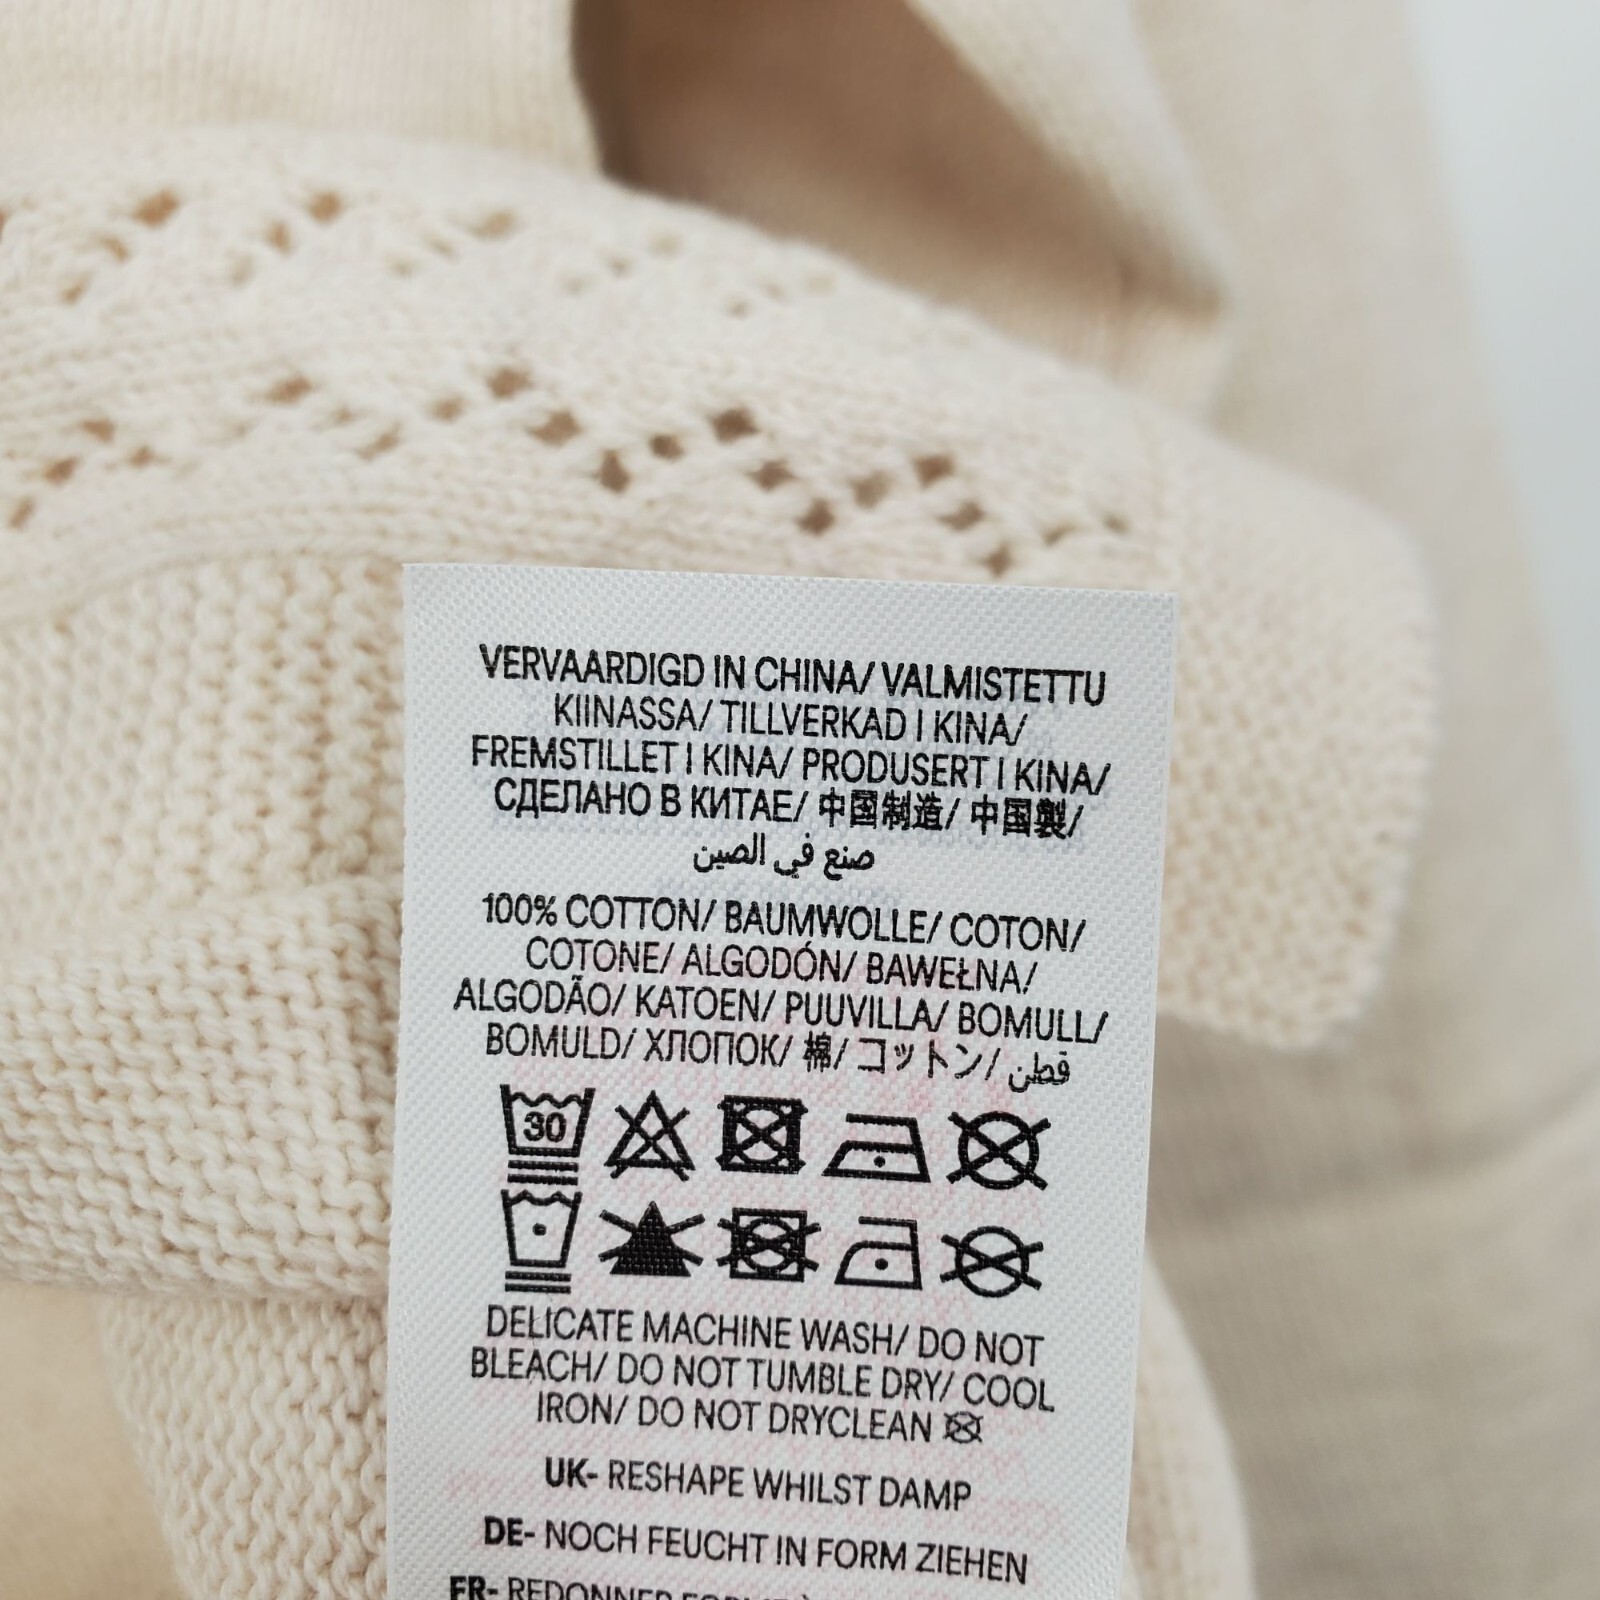 VERVAARDIGD IN CHINA/ VALMISTETTU
KIINASSA/ TILLVERKAD I KINA/
FREMSTILLET I KINA/ PRODUSERT I KINA/
СДЕЛАНО В КИТАЕ/ 中国制造/ 中国製/
صنع في الصين
100% COTTON/ BAUMWOLLE/ COTON/
COTONE/ ALGODÓN/ BAWEŁNA/
ALGODÃO/ KATOEN/ PUUVILLA/ BOMULL/
BOMULD/ ХЛОПОК/ 棉/ コットン/ قطن
30
DELICATE MACHINE WASH/ DO NOT
BLEACH/ DO NOT TUMBLE DRY/ COOL
IRON/ DO NOT DRYCLEAN
UK- RESHAPE WHILST DAMP
DE- NOCH FEUCHT IN FORM ZIEHEN
FR- REDONNER FORME À